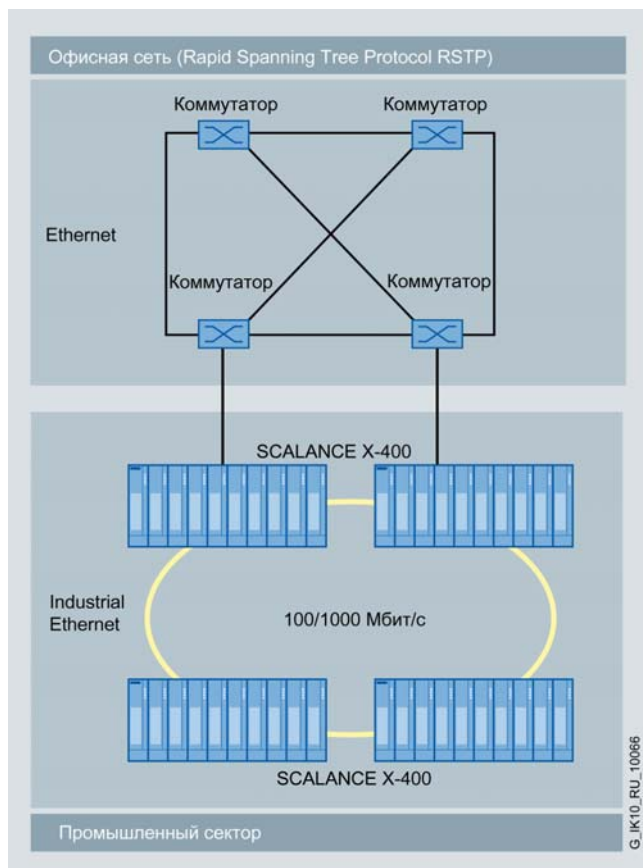 Офисная сеть (Rapid Spanning Tree Protocol RSTP)
Коммутатор
Коммутатор
Ethernet
Коммутатор
Коммутатор
SCALANCE X-400
Industrial
Ethernet
100/1000 Мбит/с
SCALANCE X-400
Промышленный сектор
G_IK10_RU_10066